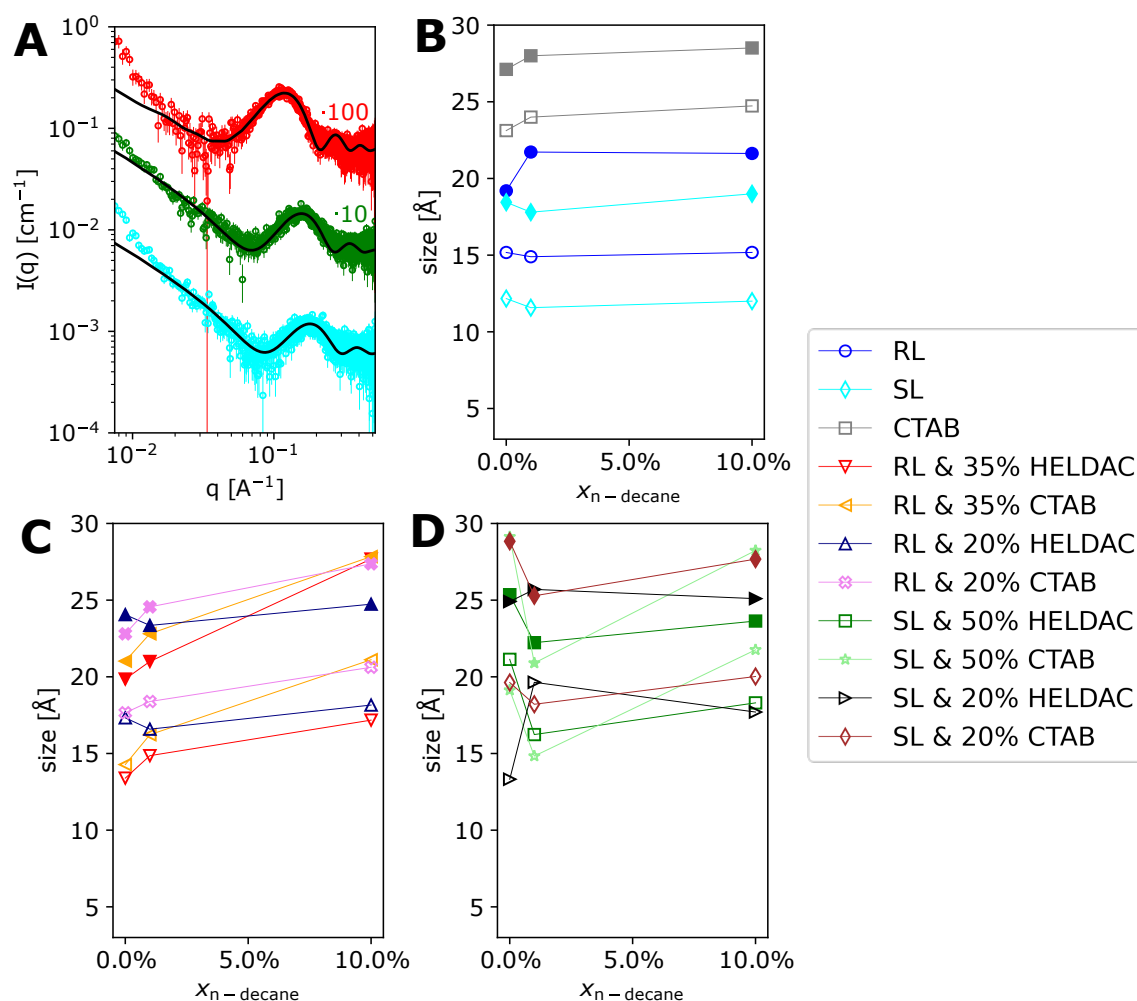 A
I(q) [cm⁻¹]
10⁰
10⁻¹
10⁻²
10⁻³
10⁻⁴
·100
·10
10⁻² 10⁻¹
q [A⁻¹]
B
size [Å]
30
25
20
15
10
5
0.0% 5.0% 10.0%
xₙ₋decane
RL
SL
CTAB
RL & 35% HELDAC
RL & 35% CTAB
RL & 20% HELDAC
RL & 20% CTAB
SL & 50% HELDAC
SL & 50% CTAB
SL & 20% HELDAC
SL & 20% CTAB
C
size [Å]
30
25
20
15
10
5
0.0% 5.0% 10.0%
xₙ₋decane
D
size [Å]
30
25
20
15
10
5
0.0% 5.0% 10.0%
xₙ₋decane